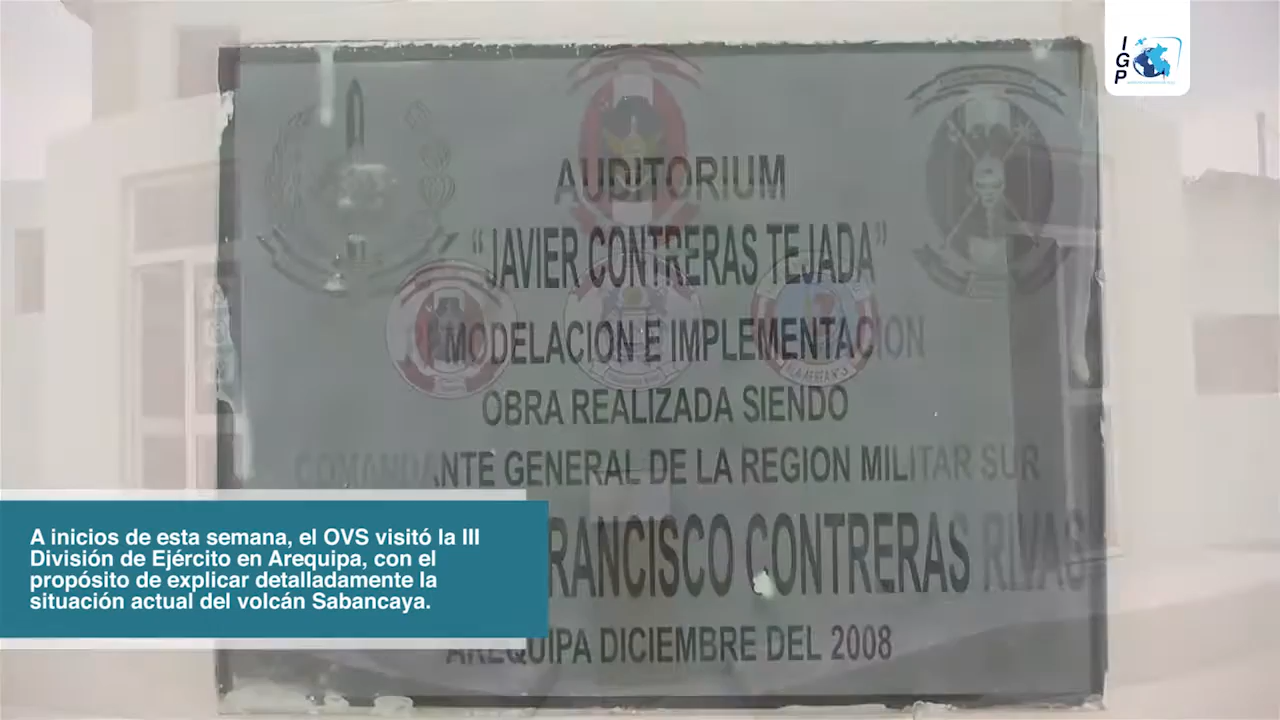 IGP
AUDITORIUM
“JAVIER CONTRERAS TEJADA”
REMODELACION E IMPLEMENTACION
OBRA REALIZADA SIENDO
COMANDANTE GENERAL DE LA REGION MILITAR SUR
FRANCISCO CONTRERAS RIVAS
AREQUIPA DICIEMBRE DEL 2008
A inicios de esta semana, el OVS visitó la III
División de Ejército en Arequipa, con el
propósito de explicar detalladamente la
situación actual del volcán Sabancaya.